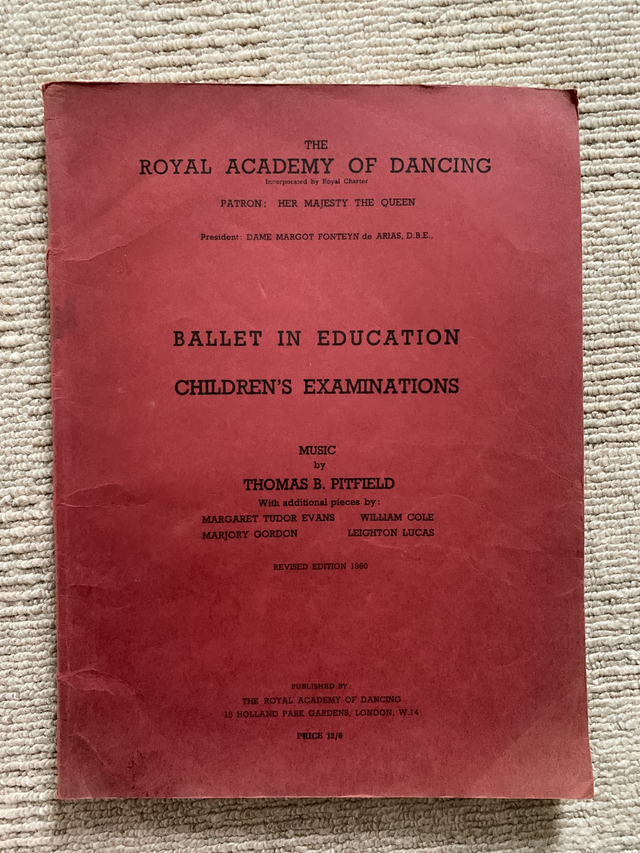 THE
ROYAL ACADEMY OF DANCING
Incorporated by Royal Charter
PATRON: HER MAJESTY THE QUEEN
President: DAME MARGOT FONTEYN de ARIAS, D.B.E.,
BALLET IN EDUCATION
CHILDREN'S EXAMINATIONS
MUSIC
by
THOMAS B. PITFIELD
With additional pieces by:
MARGARET TUDOR EVANS WILLIAM COLE
MARJORY GORDON LEIGHTON LUCAS
REVISED EDITION 1960
PUBLISHED BY
THE ROYAL ACADEMY OF DANCING
15 HOLLAND PARK GARDENS, LONDON, W.14
PRICE 12/6